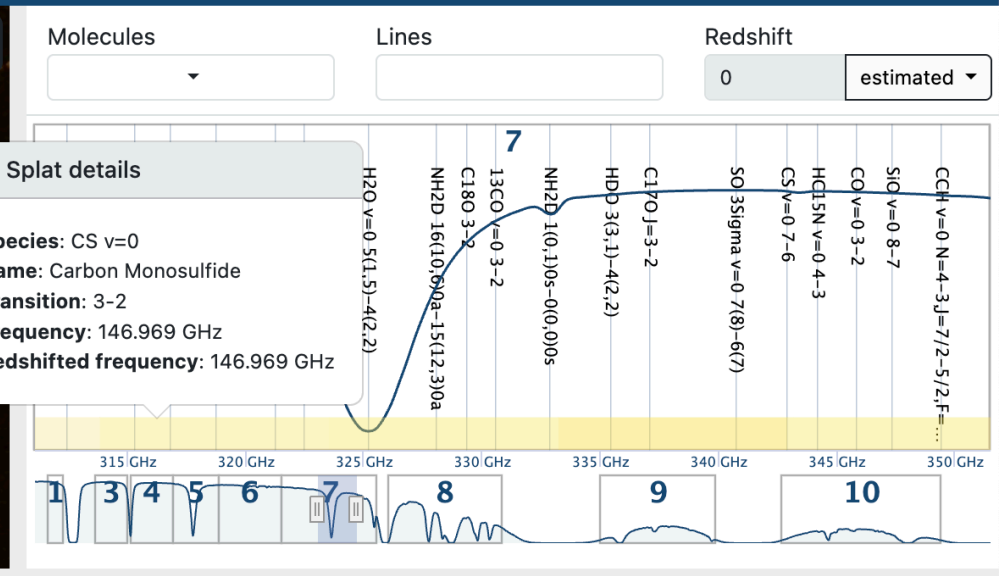 Molecules
Lines
Redshift
0
estimated
7
Splat details
pecies: CS v=0
ame: Carbon Monosulfide
ansition: 3-2
equency: 146.969 GHz
edshifted frequency: 146.969 GHz
H2O v=0 5(1,5)-4(2,2)
NH2D 16(10,6)0a-15(12,3)0a
C18O 3-2
13CO v=0 3-2
NH2D 1(0,1)0s-0(0,0)0s
HDO 3(3,1)-4(2,2)
C17O J=3-2
SO 3Sigma v=0 7(8)-6(7)
CS v=0 7-6
HC15N v=0 4-3
CO v=0 3-2
SiO v=0 8-7
CCH v=0 N=4-3,J=7/2-5/2,F= ...
315 GHz
320 GHz
325 GHz
330 GHz
335 GHz
340 GHz
345 GHz
350 GHz
1
3
4
5
6
7
8
9
10